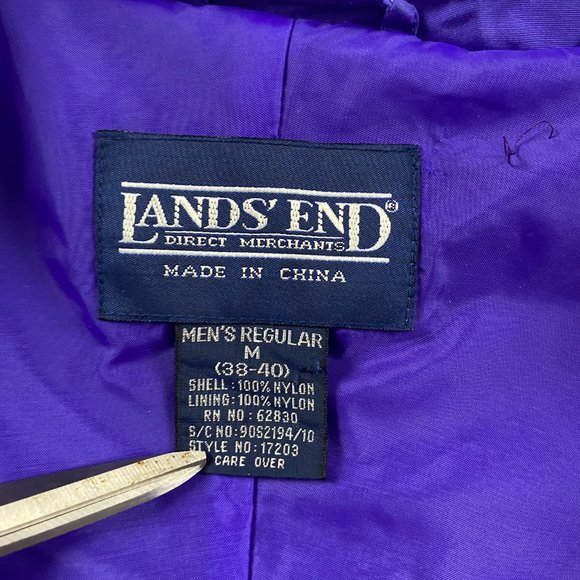 LANDS' END®
DIRECT MERCHANTS
MADE IN CHINA
MEN'S REGULAR
M
(38-40)
SHELL: 100% NYLON
LINING: 100% NYLON
RN NO: 62830
S/C NO: 90S2194/10
STYLE NO: 17203
CARE OVER